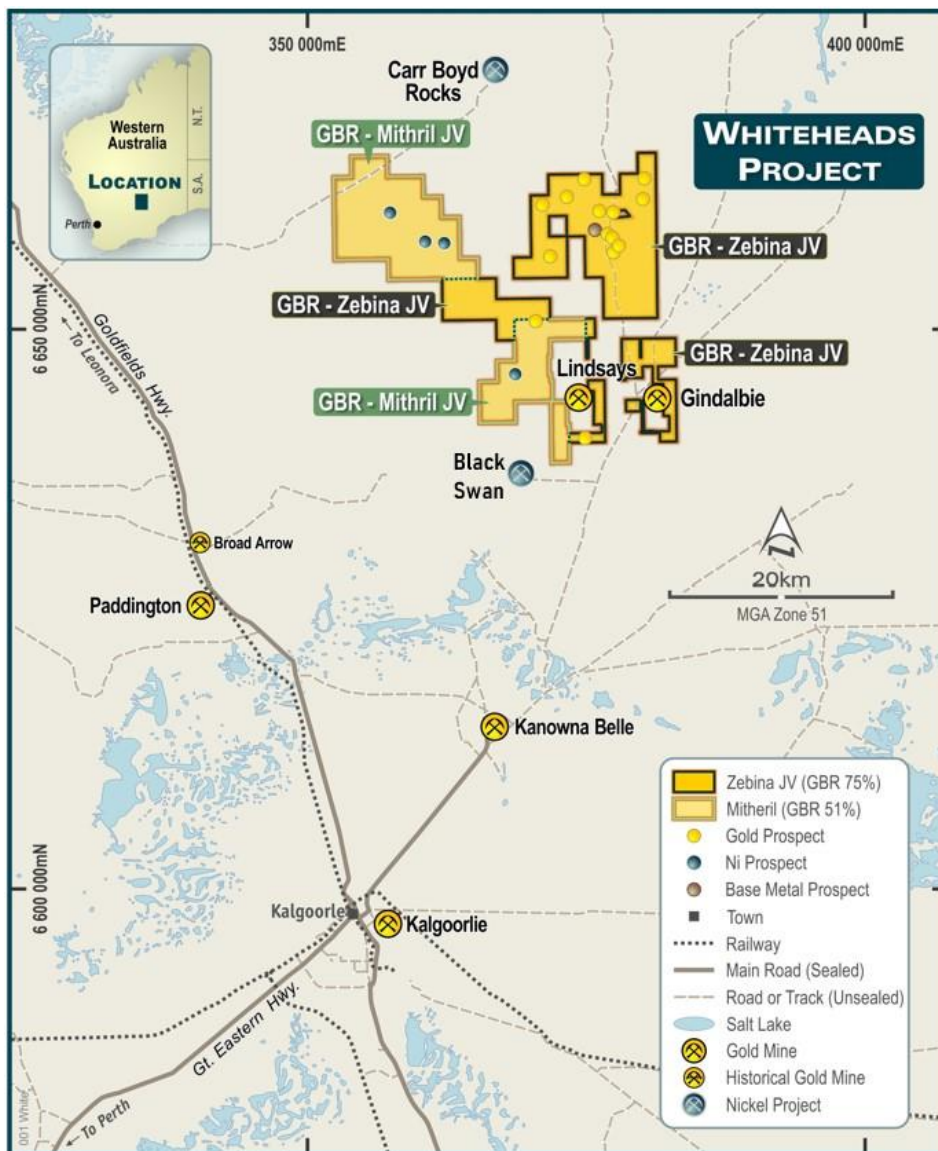 350 000mE
400 000mE
Carr Boyd
Rocks
Western
Australia
N.T.
LOCATION
S.A.
Perth
GBR - Mithril JV
WHITEHEADS
PROJECT
GBR - Zebina JV
GBR - Zebina JV
6 650 000mN
Goldfields Hwy.
To Leonora
Lindsays
GBR - Zebina JV
GBR - Mithril JV
Gindalbie
Black
Swan
Broad Arrow
Paddington
20km
MGA Zone 51
Kanowna Belle
6 600 000mN
Kalgoorle
Kalgoorlie
Gt. Eastern Hwy.
To Perth
001 White
Zebina JV (GBR 75%)
Mitheril (GBR 51%)
Gold Prospect
Ni Prospect
Base Metal Prospect
Town
Railway
Main Road (Sealed)
Road or Track (Unsealed)
Salt Lake
Gold Mine
Historical Gold Mine
Nickel Project